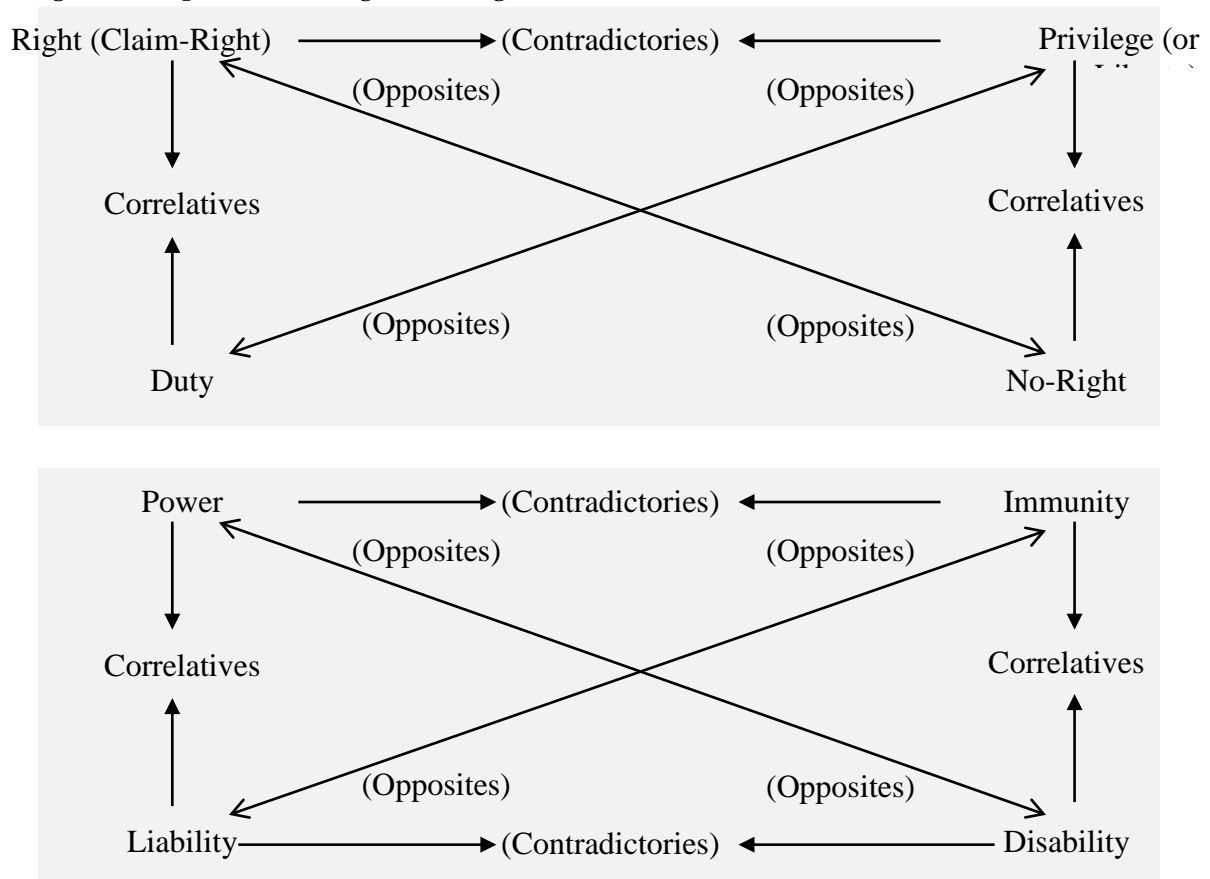 Right (Claim-Right) (Contradictories) Privilege (or
(Opposites) (Opposites)
Correlatives Correlatives
(Opposites) (Opposites)
Duty No-Right
Power (Contradictories) Immunity
(Opposites) (Opposites)
Correlatives Correlatives
(Opposites) (Opposites)
Liability (Contradictories) Disability